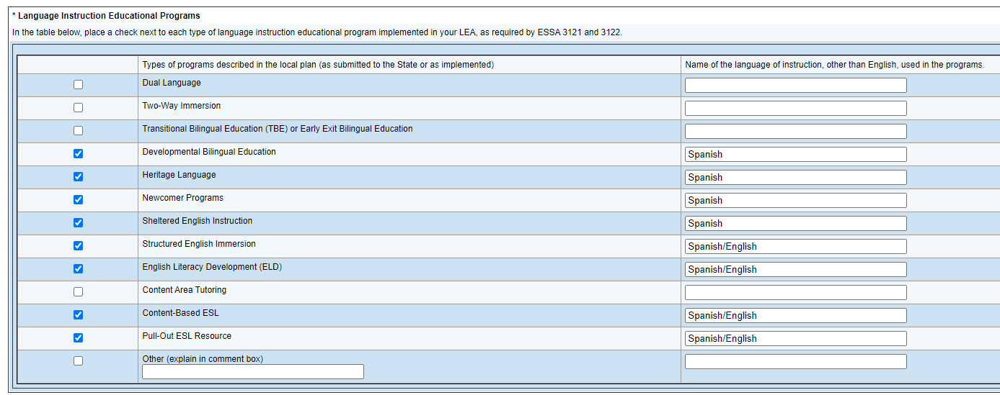 * Language Instruction Educational Programs
In the table below, place a check next to each type of language instruction educational program implemented in your LEA, as required by ESSA 3121 and 3122.
Types of programs described in the local plan (as submitted to the State or as implemented) Name of the language of instruction, other than English, used in the programs.
Dual Language
Two-Way Immersion
Transitional Bilingual Education (TBE) or Early Exit Bilingual Education
Developmental Bilingual Education Spanish
Heritage Language Spanish
Newcomer Programs Spanish
Sheltered English Instruction Spanish
Structured English Immersion Spanish/English
English Literacy Development (ELD) Spanish/English
Content Area Tutoring
Content-Based ESL Spanish/English
Pull-Out ESL Resource Spanish/English
Other (explain in comment box)